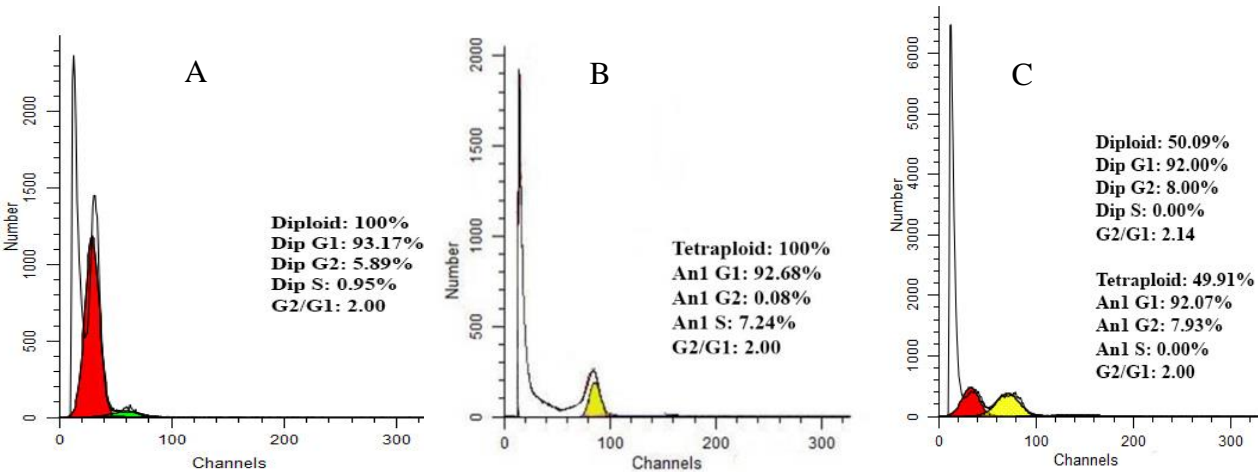 A
Number
2000
1500
1000
500
0
Diploid: 100%
Dip G1: 93.17%
Dip G2: 5.89%
Dip S: 0.95%
G2/G1: 2.00
0 100 200 300
Channels
B
Number
2000
1500
1000
500
0
Tetraploid: 100%
An1 G1: 92.68%
An1 G2: 0.08%
An1 S: 7.24%
G2/G1: 2.00
0 100 200 300
Channels
C
Number
6000
5000
4000
3000
2000
1000
0
Diploid: 50.09%
Dip G1: 92.00%
Dip G2: 8.00%
Dip S: 0.00%
G2/G1: 2.14
Tetraploid: 49.91%
An1 G1: 92.07%
An1 G2: 7.93%
An1 S: 0.00%
G2/G1: 2.00
0 100 200 300
Channels